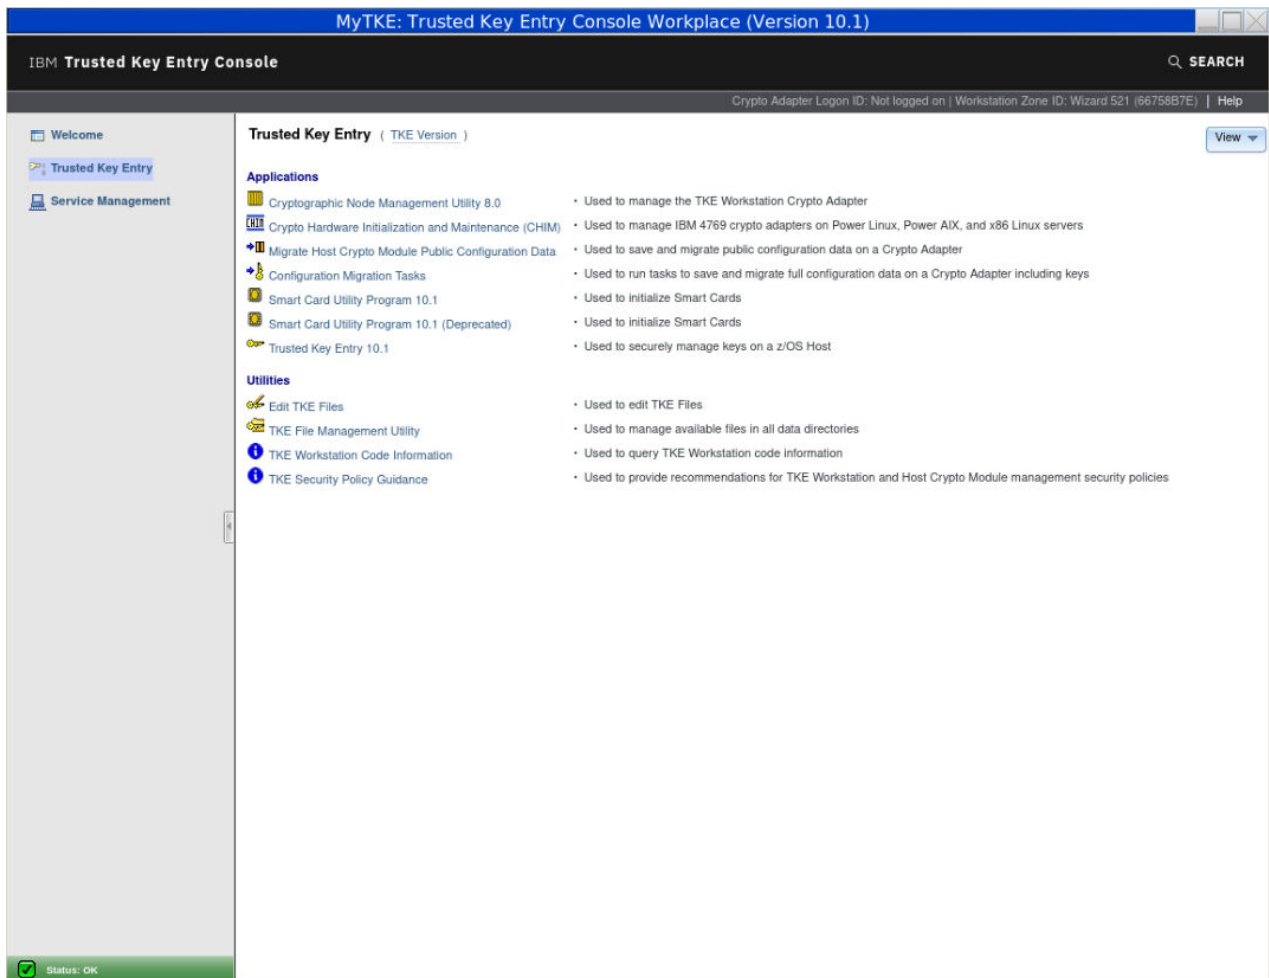 MyTKE: Trusted Key Entry Console Workplace (Version 10.1)
IBM Trusted Key Entry Console
SEARCH
Crypto Adapter Logon ID: Not logged on | Workstation Zone ID: Wizard 521 (66758B7E) | Help
Welcome
Trusted Key Entry
Service Management
Trusted Key Entry ( TKE Version )
View
Applications
Cryptographic Node Management Utility 8.0 • Used to manage the TKE Workstation Crypto Adapter
CHIM Crypto Hardware Initialization and Maintenance (CHIM) • Used to manage IBM 4769 crypto adapters on Power Linux, Power AIX, and x86 Linux servers
Migrate Host Crypto Module Public Configuration Data • Used to save and migrate public configuration data on a Crypto Adapter
Configuration Migration Tasks • Used to run tasks to save and migrate full configuration data on a Crypto Adapter including keys
Smart Card Utility Program 10.1 • Used to initialize Smart Cards
Smart Card Utility Program 10.1 (Deprecated) • Used to initialize Smart Cards
Trusted Key Entry 10.1 • Used to securely manage keys on a z/OS Host
Utilities
Edit TKE Files • Used to edit TKE Files
TKE File Management Utility • Used to manage available files in all data directories
TKE Workstation Code Information • Used to query TKE Workstation code information
TKE Security Policy Guidance • Used to provide recommendations for TKE Workstation and Host Crypto Module management security policies
Status: OK